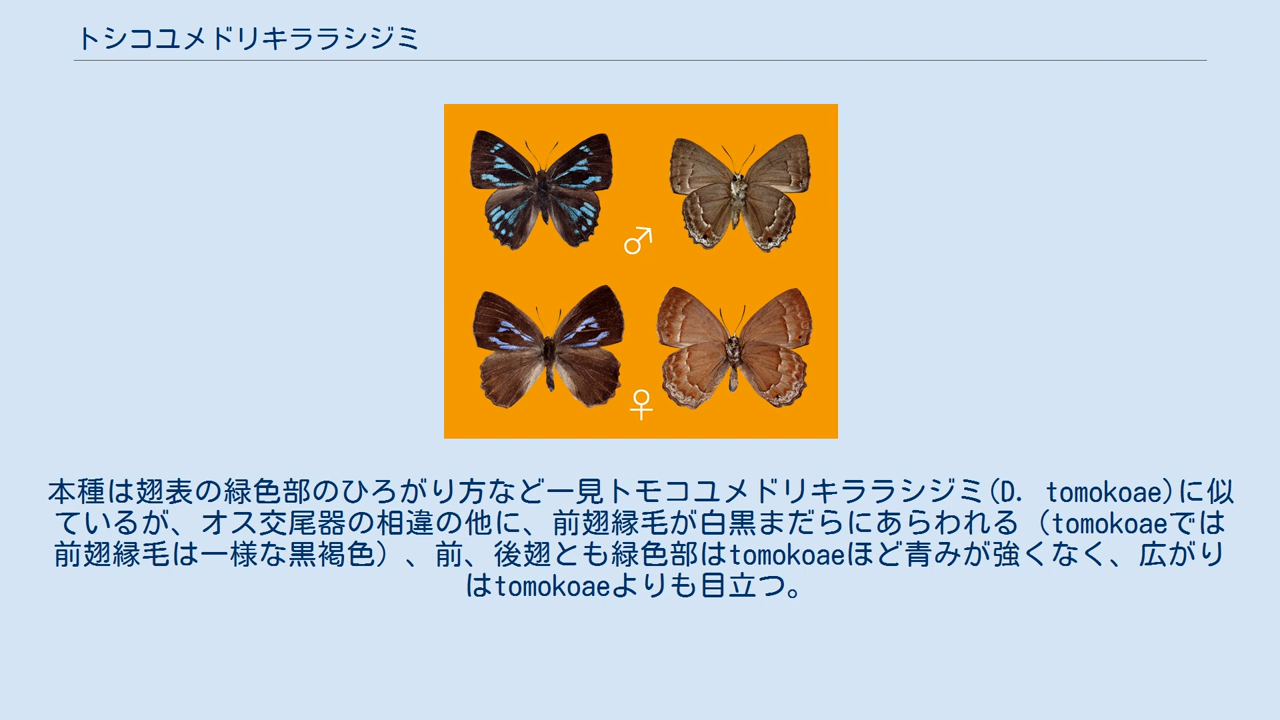 トシコユメドリキララシジミ
♂
♀
本種は翅表の緑色部のひろがり方など一見トモコユメドリキララシジミ(D. tomokoae)に似
ているが、オス交尾器の相違の他に、前翅縁毛が白黒まだらにあらわれる（tomokoaeでは
前翅縁毛は一様な黒褐色）、前、後翅とも緑色部はtomokoaeほど青みが強くなく、広がり
はtomokoaeよりも目立つ。